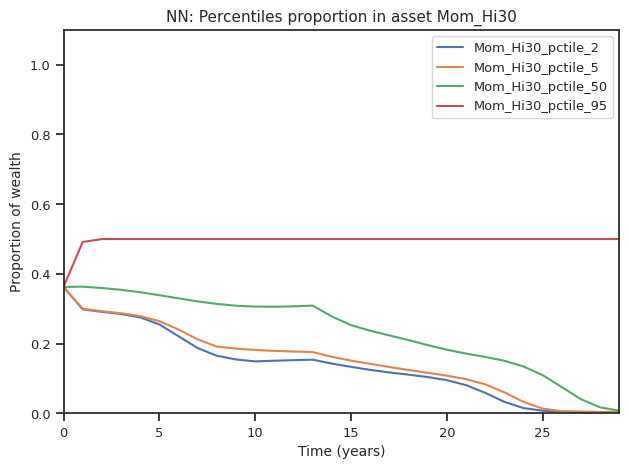 NN: Percentiles proportion in asset Mom_Hi30
Mom_Hi30_pctile_2
Mom_Hi30_pctile_5
Mom_Hi30_pctile_50
Mom_Hi30_pctile_95
Proportion of wealth
1.0
0.8
0.6
0.4
0.2
0.0
0 5 10 15 20 25
Time (years)